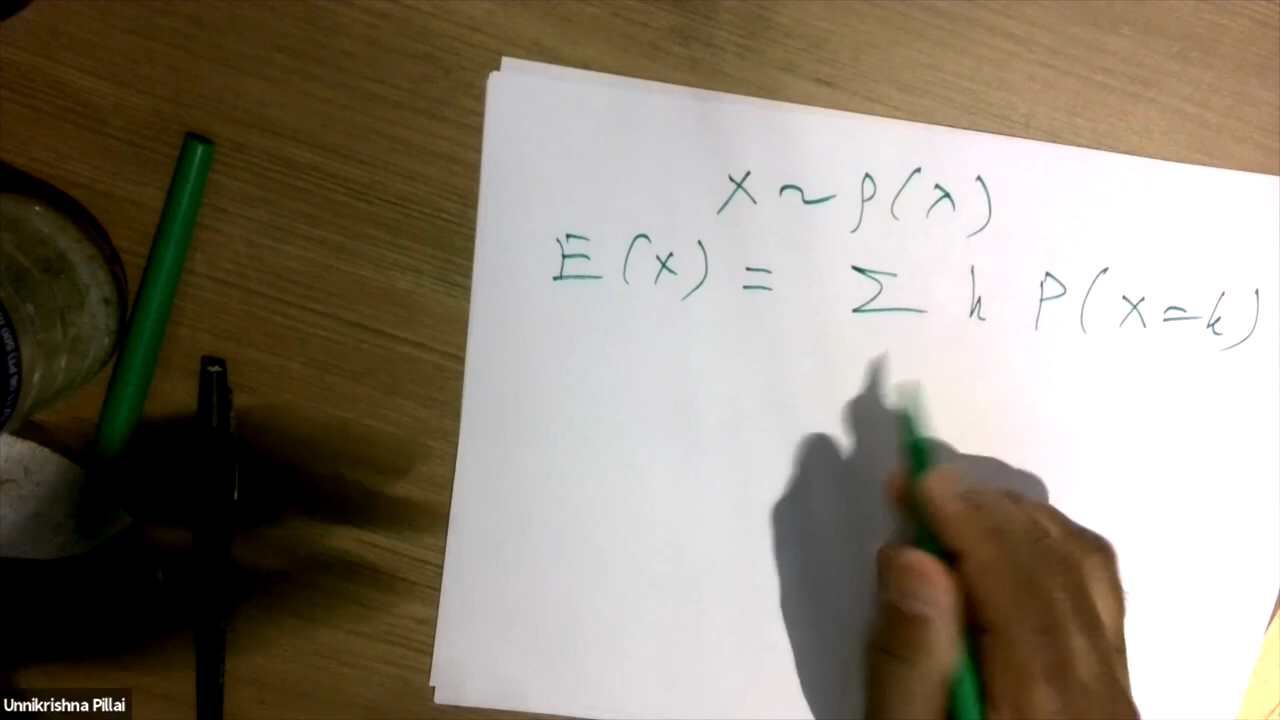 X ~ P(λ)
E(X) = Σ k P(X=k)
Unnikrishna Pillai